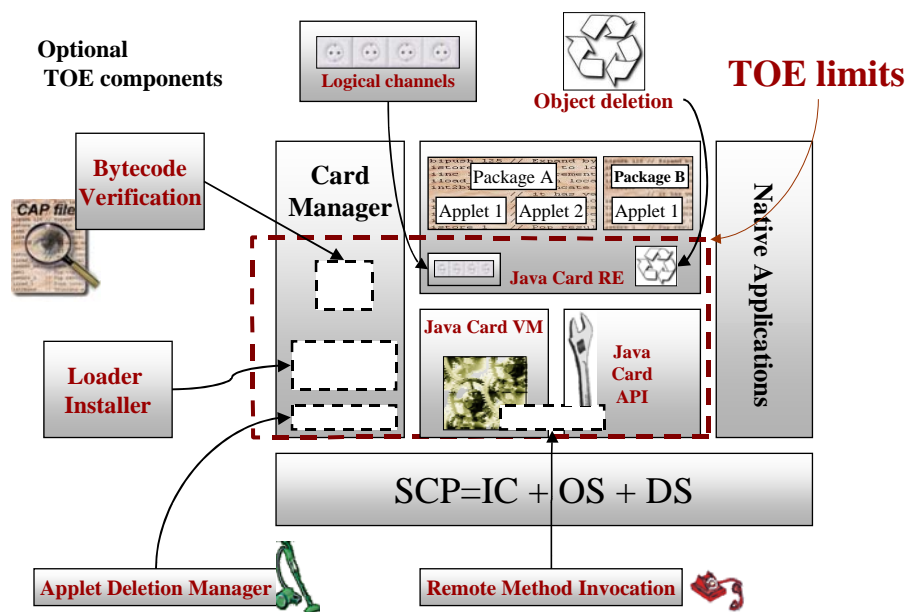 Optional
TOE components
Logical channels
Object deletion
TOE limits
Bytecode
Verification
CAP file
Card
Manager
Package A
Applet 1
Applet 2
Package B
Applet 1
Native Applications
Java Card RE
Java Card VM
Java
Card
API
Loader
Installer
SCP=IC + OS + DS
Applet Deletion Manager
Remote Method Invocation